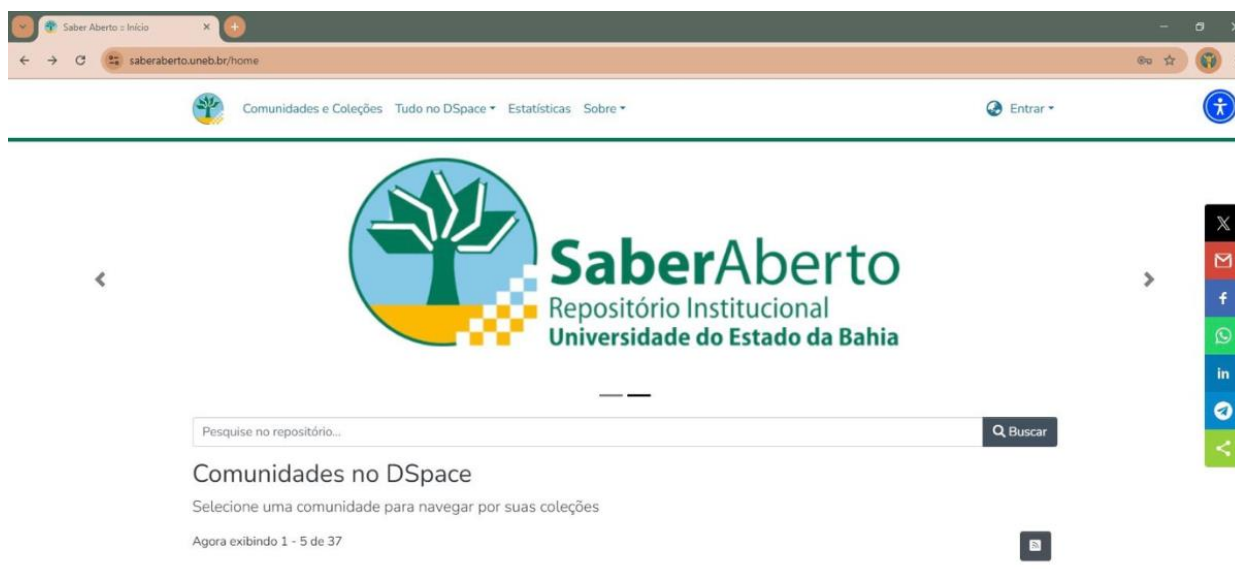 Saber Aberto :: Início
saberaberto.uneb.br/home
Comunidades e Coleções Tudo no DSpace Estatísticas Sobre Entrar
SaberAberto
Repositório Institucional
Universidade do Estado da Bahia
Pesquise no repositório... Buscar
Comunidades no DSpace
Selecione uma comunidade para navegar por suas coleções
Agora exibindo 1 - 5 de 37
X
f
in